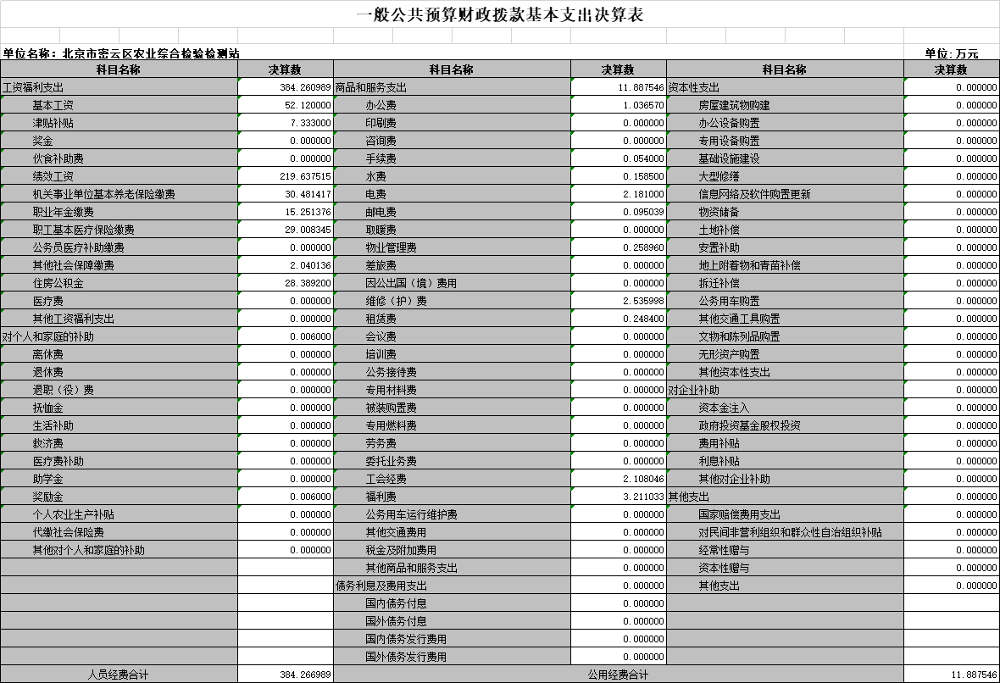 一般公共预算财政拨款基本支出决算表
单位名称：北京市密云区农业综合检验检测站 单位:万元
科目名称 决算数 科目名称 决算数 科目名称 决算数
工资福利支出 384.260989 商品和服务支出 11.887546 资本性支出 0.000000
基本工资 52.120000 办公费 1.036570 房屋建筑物购建 0.000000
津贴补贴 7.333000 印刷费 0.000000 办公设备购置 0.000000
奖金 0.000000 咨询费 0.000000 专用设备购置 0.000000
伙食补助费 0.000000 手续费 0.054000 基础设施建设 0.000000
绩效工资 219.637515 水费 0.158500 大型修缮 0.000000
机关事业单位基本养老保险缴费 30.481417 电费 2.181000 信息网络及软件购置更新 0.000000
职业年金缴费 15.251376 邮电费 0.095039 物资储备 0.000000
职工基本医疗保险缴费 29.008345 取暖费 0.000000 土地补偿 0.000000
公务员医疗补助缴费 0.000000 物业管理费 0.258960 安置补助 0.000000
其他社会保障缴费 2.040136 差旅费 0.000000 地上附着物和青苗补偿 0.000000
住房公积金 28.389200 因公出国（境）费用 0.000000 拆迁补偿 0.000000
医疗费 0.000000 维修（护）费 2.535998 公务用车购置 0.000000
其他工资福利支出 0.000000 租赁费 0.248400 其他交通工具购置 0.000000
对个人和家庭的补助 0.006000 会议费 0.000000 文物和陈列品购置 0.000000
离休费 0.000000 培训费 0.000000 无形资产购置 0.000000
退休费 0.000000 公务接待费 0.000000 其他资本性支出 0.000000
退职（役）费 0.000000 专用材料费 0.000000 对企业补助 0.000000
抚恤金 0.000000 被装购置费 0.000000 资本金注入 0.000000
生活补助 0.000000 专用燃料费 0.000000 政府投资基金股权投资 0.000000
救济费 0.000000 劳务费 0.000000 费用补贴 0.000000
医疗费补助 0.000000 委托业务费 0.000000 利息补贴 0.000000
助学金 0.000000 工会经费 2.108046 其他对企业补助 0.000000
奖励金 0.006000 福利费 3.211033 其他支出 0.000000
个人农业生产补贴 0.000000 公务用车运行维护费 0.000000 国家赔偿费用支出 0.000000
代缴社会保险费 0.000000 其他交通费用 0.000000 对民间非营利组织和群众性自治组织补贴 0.000000
其他对个人和家庭的补助 0.000000 税金及附加费用 0.000000 经常性赠与 0.000000
其他商品和服务支出 0.000000 资本性赠与 0.000000
债务利息及费用支出 0.000000 其他支出 0.000000
国内债务付息 0.000000
国外债务付息 0.000000
国内债务发行费用 0.000000
国外债务发行费用 0.000000
人员经费合计 384.266989 公用经费合计 11.887546